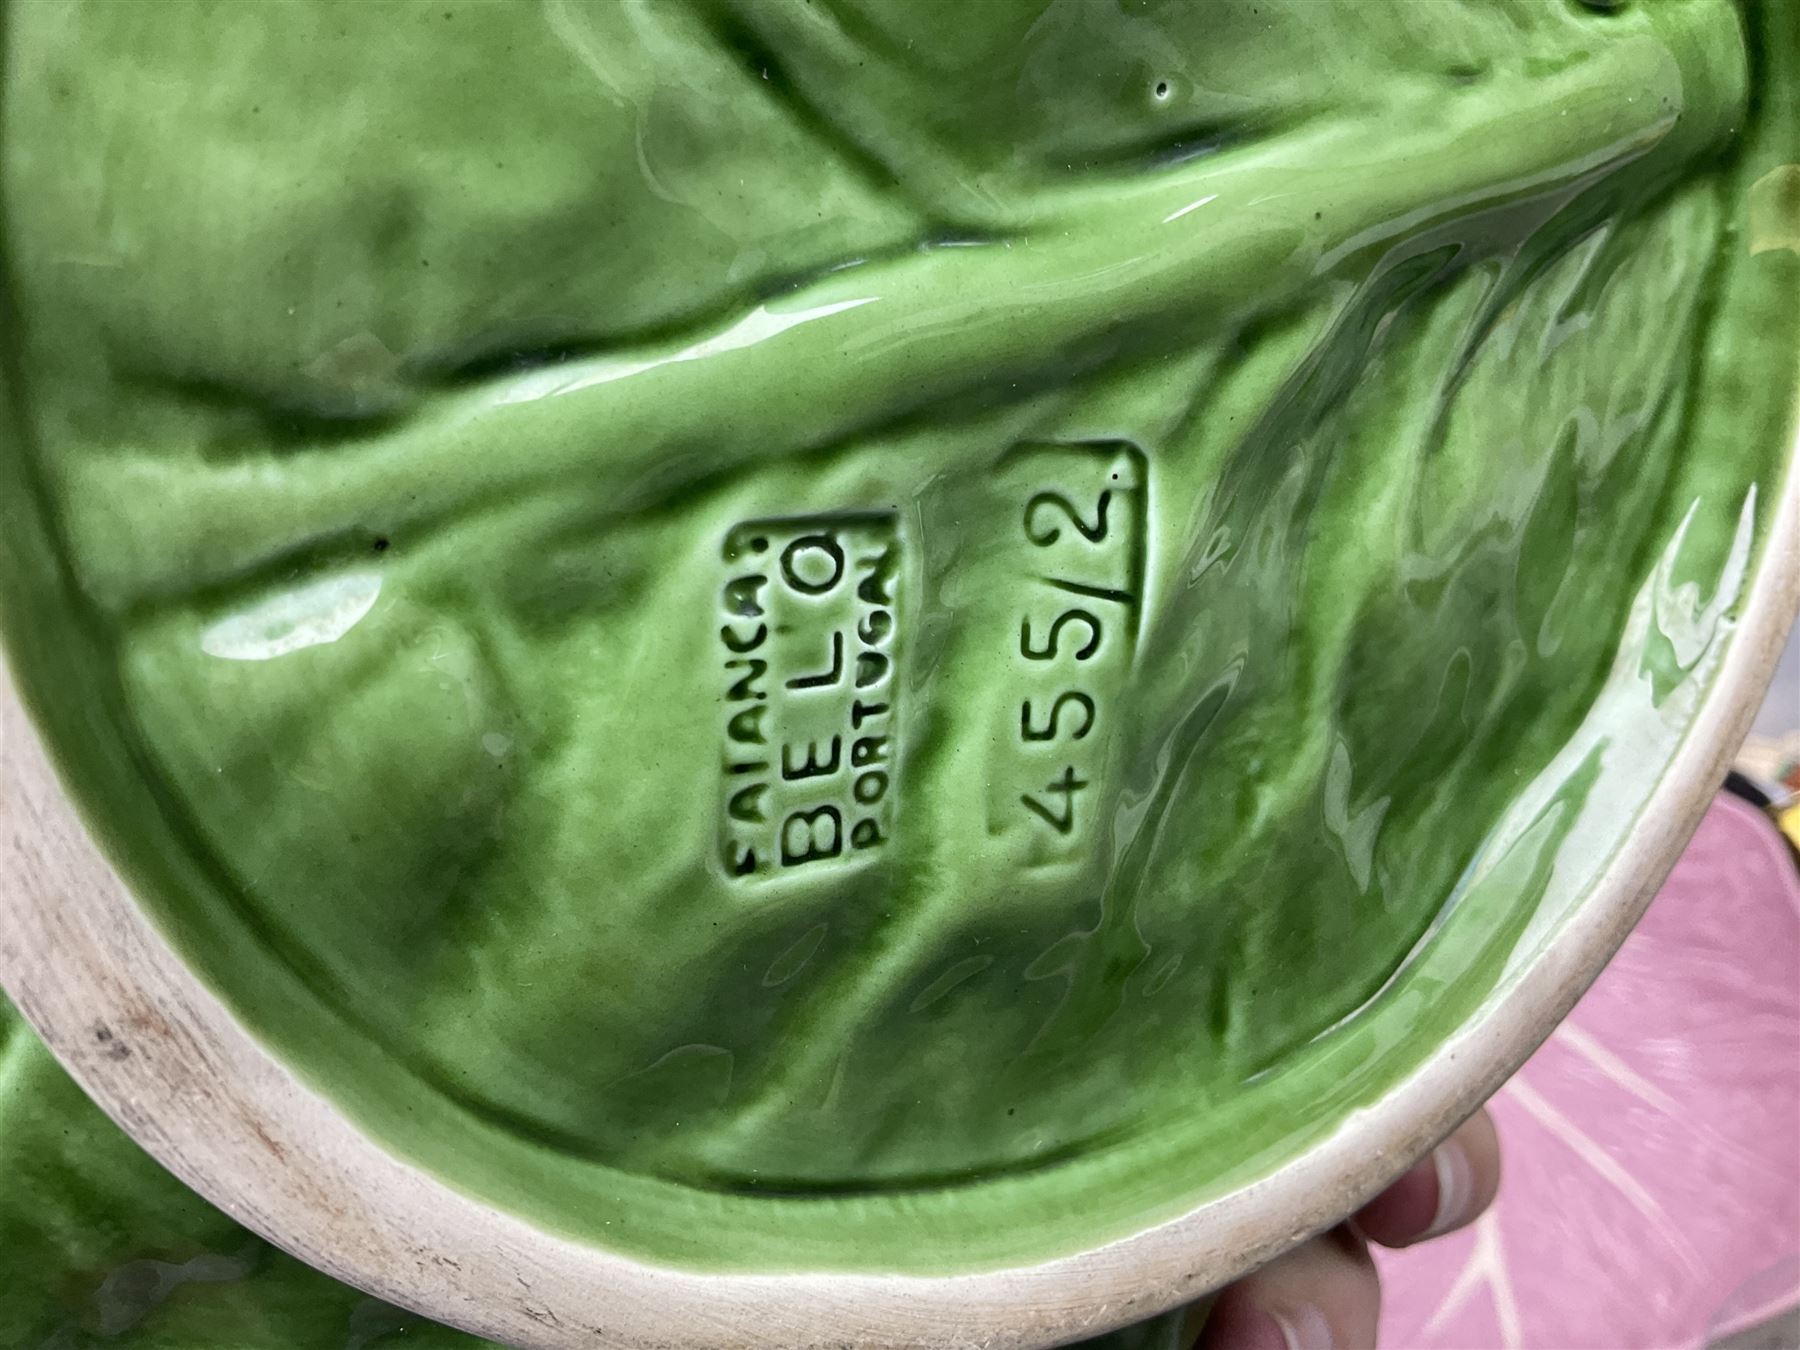 FAIANCA.
BELO
PORTUGAL
455/2